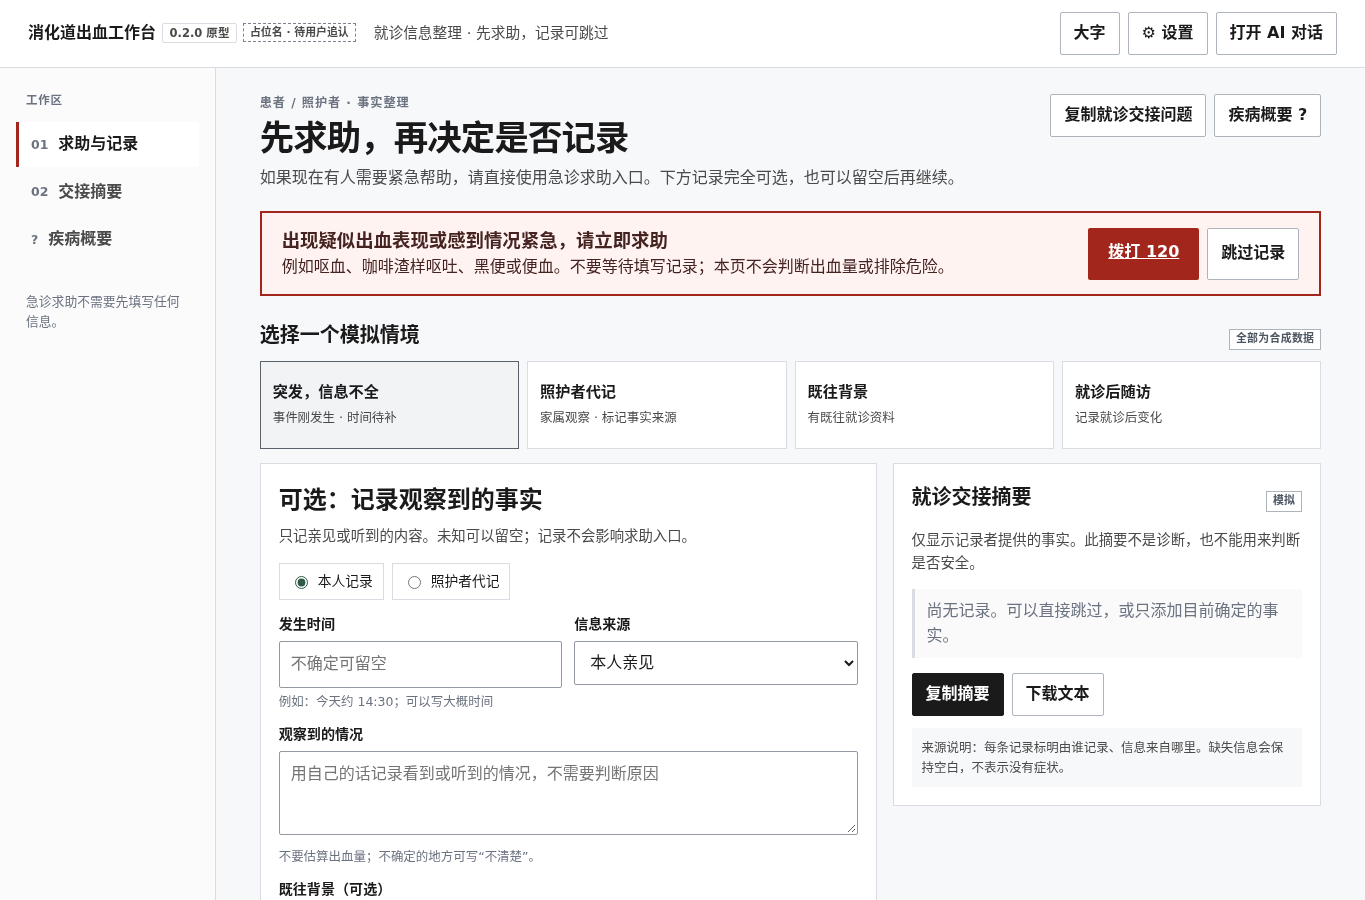 消化道出血工作台
0.2.0 原型
占位名 · 待用户追认
就诊信息整理 · 先求助，记录可跳过
大字
⚙ 设置
打开 AI 对话
工作区
01 求助与记录
02 交接摘要
? 疾病概要
急诊求助不需要先填写任何
信息。
患者 / 照护者 · 事实整理
先求助，再决定是否记录
如果现在有人需要紧急帮助，请直接使用急诊求助入口。下方记录完全可选，也可以留空后再继续。
复制就诊交接问题
疾病概要 ?
出现疑似出血表现或感到情况紧急，请立即求助
例如呕血、咖啡渣样呕吐、黑便或便血。不要等待填写记录；本页不会判断出血量或排除危险。
拨打 120
跳过记录
选择一个模拟情境
全部为合成数据
突发，信息不全
事件刚发生 · 时间待补
照护者代记
家属观察 · 标记事实来源
既往背景
有既往就诊资料
就诊后随访
记录就诊后变化
可选：记录观察到的事实
只记亲见或听到的内容。未知可以留空；记录不会影响求助入口。
本人记录
照护者代记
发生时间
不确定可留空
例如：今天约 14:30；可以写大概时间
信息来源
本人亲见
观察到的情况
用自己的话记录看到或听到的情况，不需要判断原因
不要估算出血量；不确定的地方可写“不清楚”。
既往背景（可选）
就诊交接摘要
模拟
仅显示记录者提供的事实。此摘要不是诊断，也不能用来判断
是否安全。
尚无记录。可以直接跳过，或只添加目前确定的事
实。
复制摘要
下载文本
来源说明：每条记录标明由谁记录、信息来自哪里。缺失信息会保
持空白，不表示没有症状。